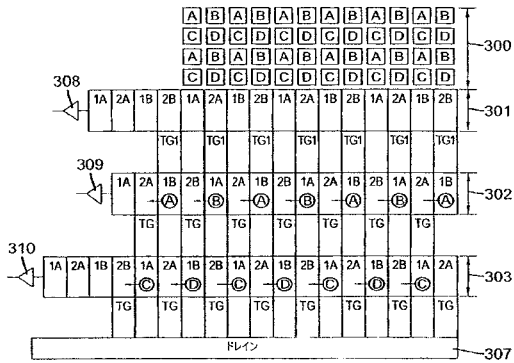 A B A B A B A B A B A B
C D C D C D C D C D C D
300
A B A B A B A B A B A B
C D C D C D C D C D C D
308
1A 2A 1B 2B 1A 2A 1B 2B 1A 2A 1B 2B 1A 2A 1B 2B
301
TG1 TG1 TG1 TG1 TG1 TG1 TG1
309
1A 2A 1B 2B 1A 2A 1B 2B 1A 2A 1B 2B 1A 2A 1B
302
A B A B A B A
TG TG TG TG TG TG TG
310
1A 2A 1B 2B 1A 2A 1B 2B 1A 2A 1B 2B 1A 2A 1B 2B 1A 2A
303
C D C D C D C
TG TG TG TG TG TG TG TG
ドレイン
307